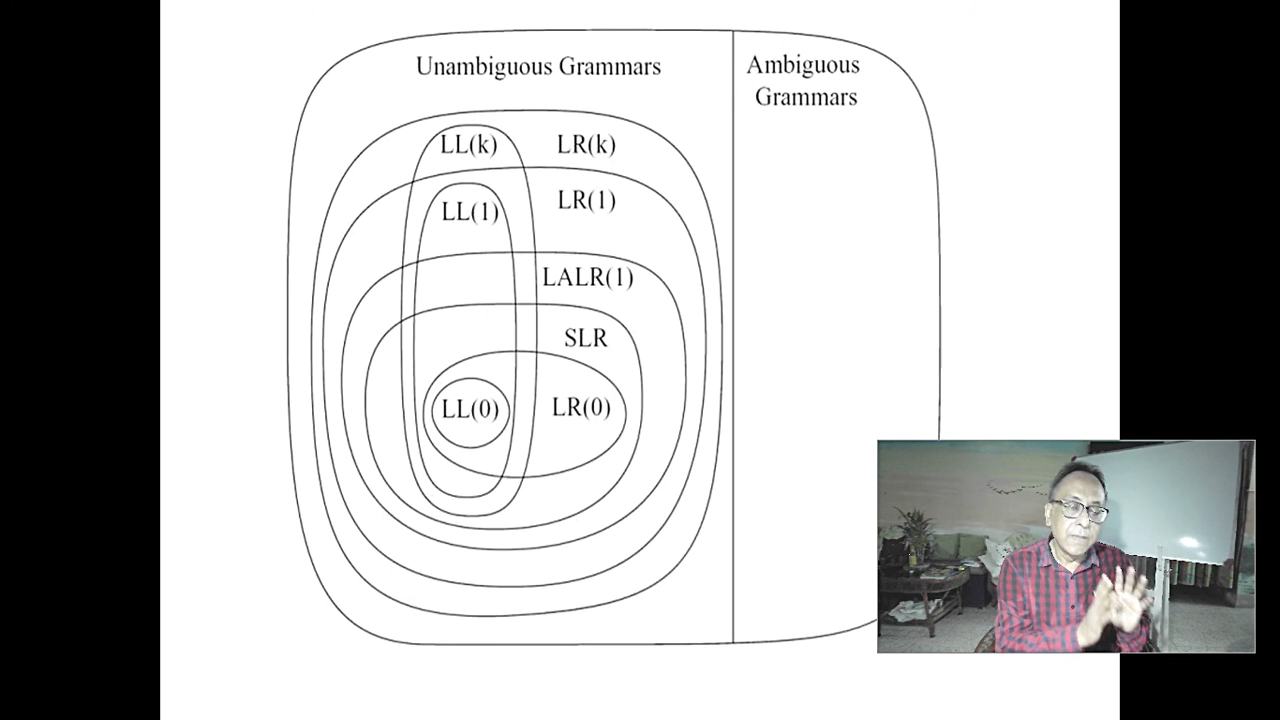 Unambiguous Grammars
Ambiguous
Grammars
LL(k)
LR(k)
LL(1)
LR(1)
LALR(1)
SLR
LL(0)
LR(0)